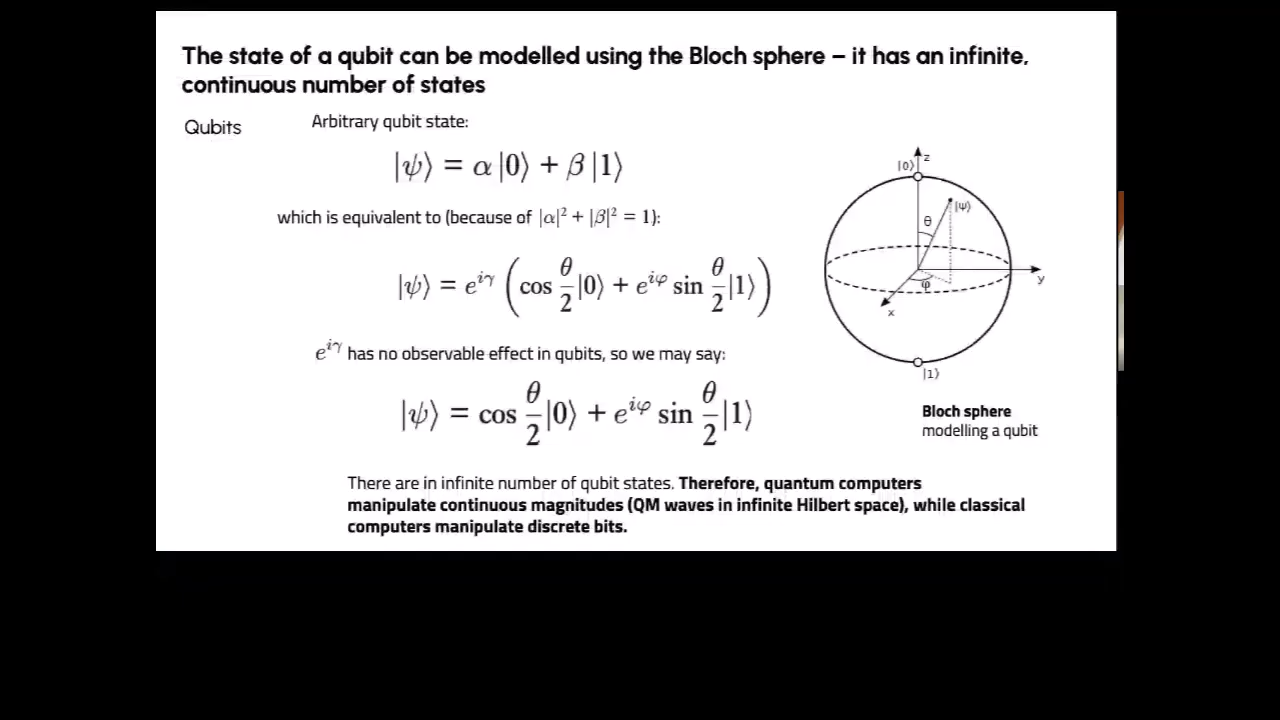 The state of a qubit can be modelled using the Bloch sphere – it has an infinite,
continuous number of states
Qubits
Arbitrary qubit state:
|ψ⟩ = α |0⟩ + β |1⟩
which is equivalent to (because of |α|² + |β|² = 1):
|ψ⟩ = e^{iγ} (cos θ/2 |0⟩ + e^{iφ} sin θ/2 |1⟩)
e^{iγ} has no observable effect in qubits, so we may say:
|ψ⟩ = cos θ/2 |0⟩ + e^{iφ} sin θ/2 |1⟩
There are in infinite number of qubit states. Therefore, quantum computers
manipulate continuous magnitudes (QM waves in infinite Hilbert space), while classical
computers manipulate discrete bits.
z
|0⟩
|ψ⟩
θ
φ
y
x
|1⟩
Bloch sphere
modelling a qubit